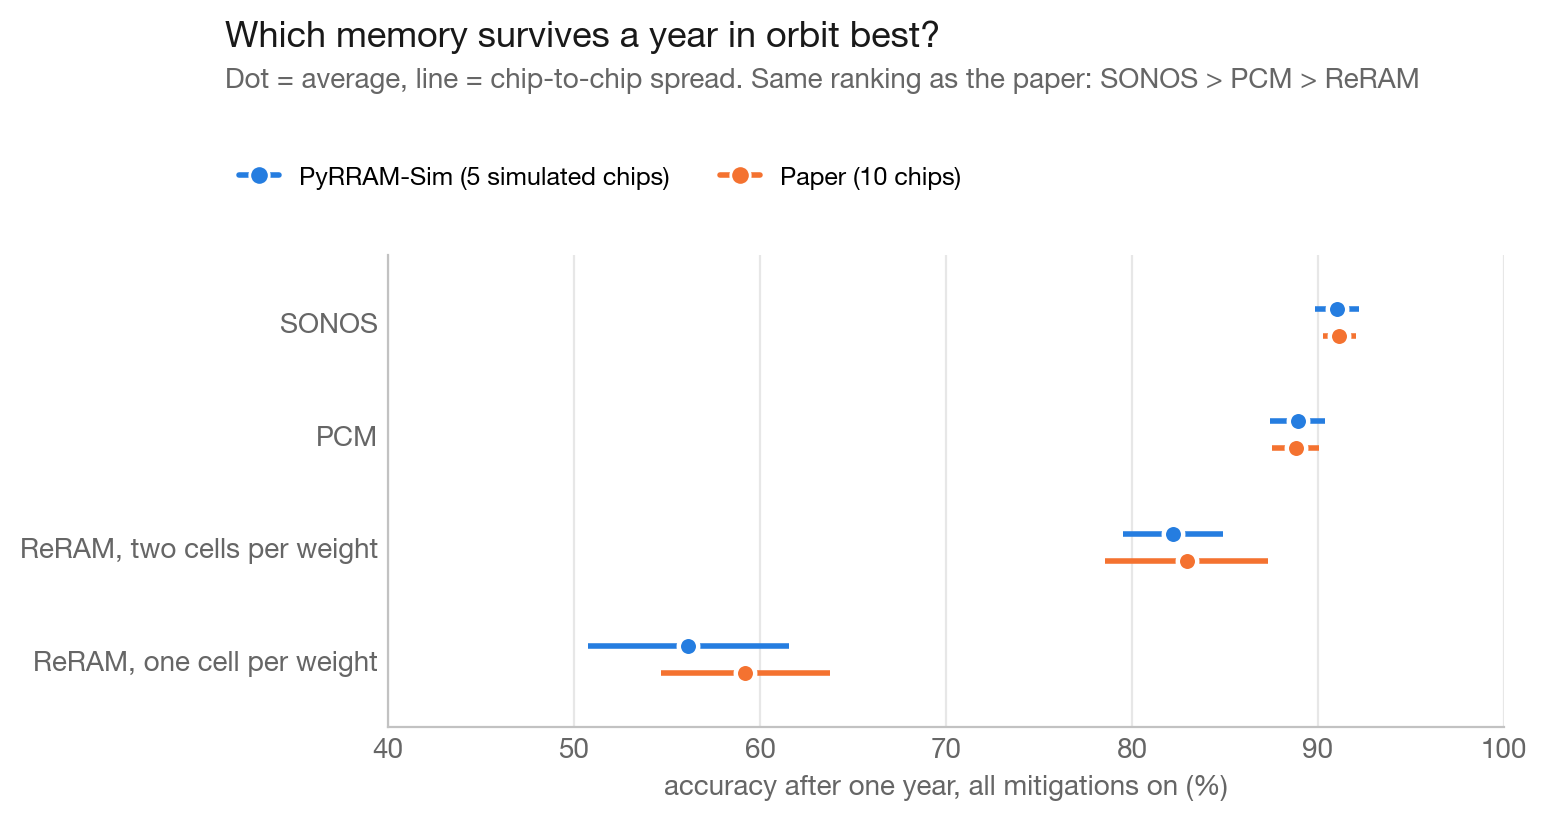 Which memory survives a year in orbit best?
Dot = average, line = chip-to-chip spread. Same ranking as the paper: SONOS > PCM > ReRAM
PyRRAM-Sim (5 simulated chips)
Paper (10 chips)
SONOS
PCM
ReRAM, two cells per weight
ReRAM, one cell per weight
40 50 60 70 80 90 100
accuracy after one year, all mitigations on (%)